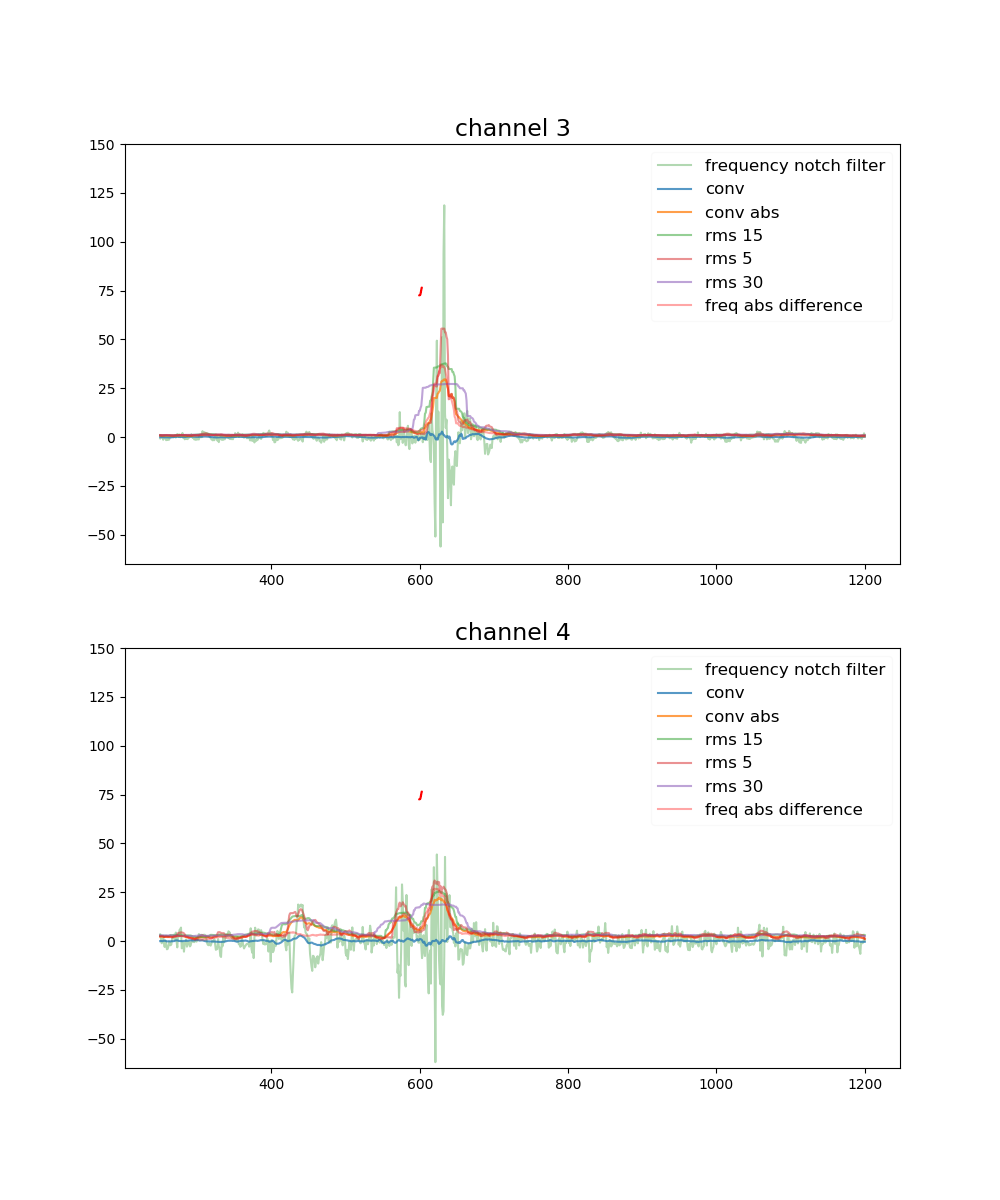 channel 3
150
125
100
75
50
25
0
−25
−50
400 600 800 1000 1200
frequency notch filter
conv
conv abs
rms 15
rms 5
rms 30
freq abs difference
J
channel 4
150
125
100
75
50
25
0
−25
−50
400 600 800 1000 1200
frequency notch filter
conv
conv abs
rms 15
rms 5
rms 30
freq abs difference
J